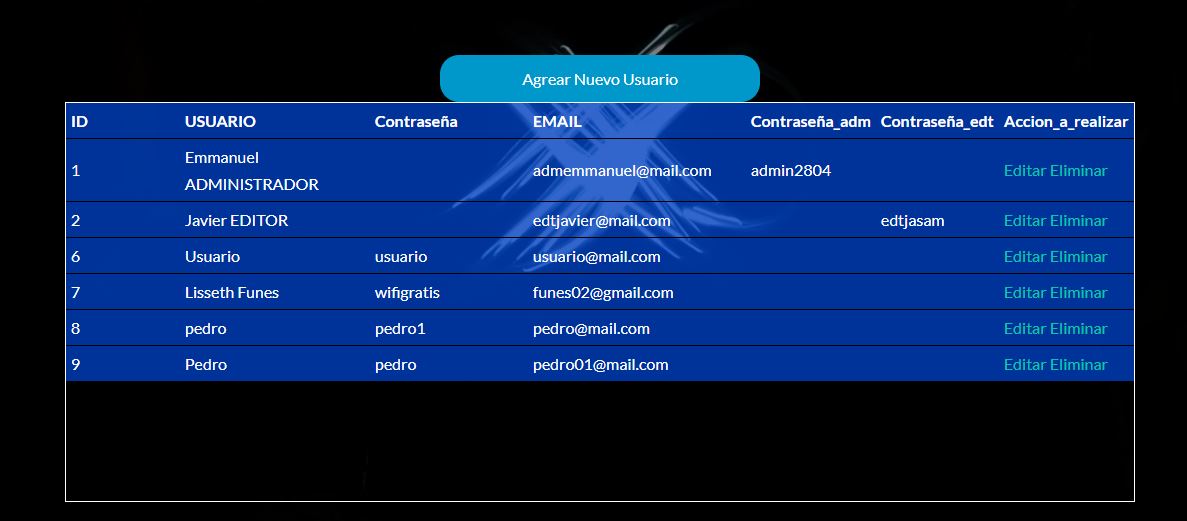 Agrear Nuevo Usuario
ID USUARIO Contraseña EMAIL Contraseña_adm Contraseña_edt Accion_a_realizar
1 Emmanuel ADMINISTRADOR admemmanuel@mail.com admin2804 Editar Eliminar
2 Javier EDITOR edtjavier@mail.com edtjasam Editar Eliminar
6 Usuario usuario usuario@mail.com Editar Eliminar
7 Lisseth Funes wifigratis funes02@gmail.com Editar Eliminar
8 pedro pedro1 pedro@mail.com Editar Eliminar
9 Pedro pedro pedro01@mail.com Editar Eliminar